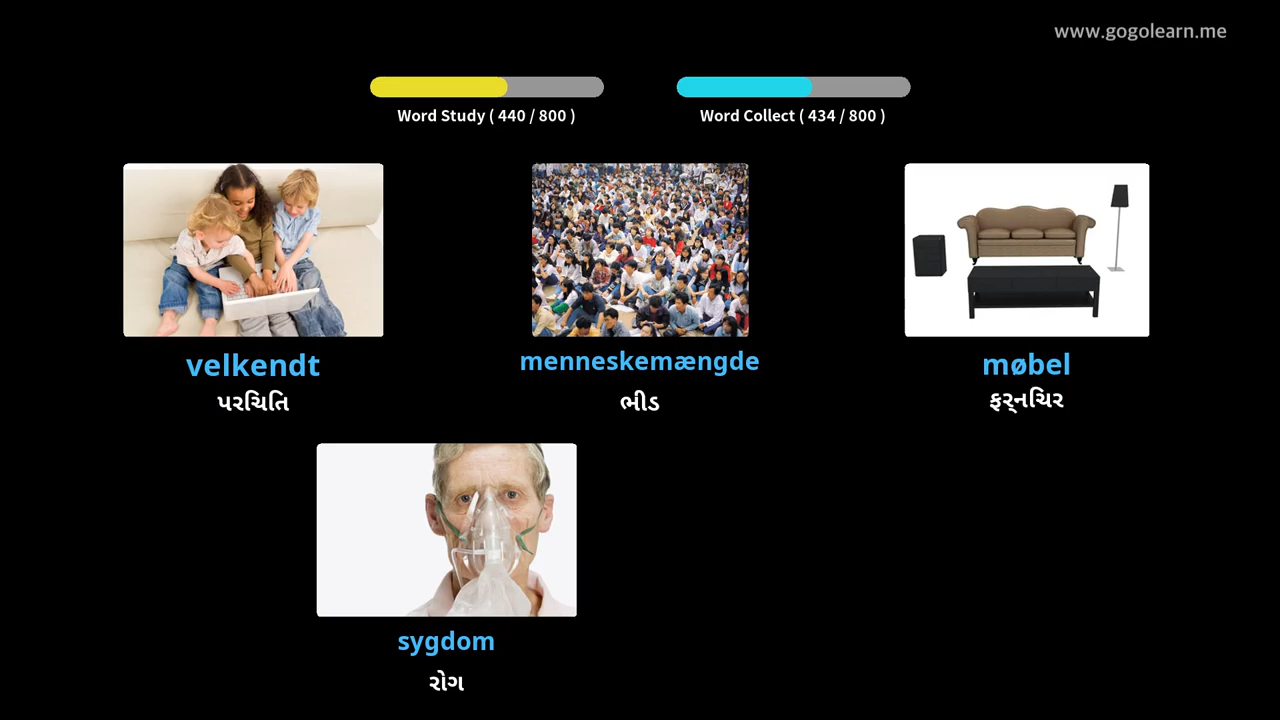 www.gogolearn.me
Word Study ( 440 / 800 )
Word Collect ( 434 / 800 )
velkendt
પરિચિત
menneskemængde
ભીડ
møbel
ફર્નિચર
sygdom
રોગ